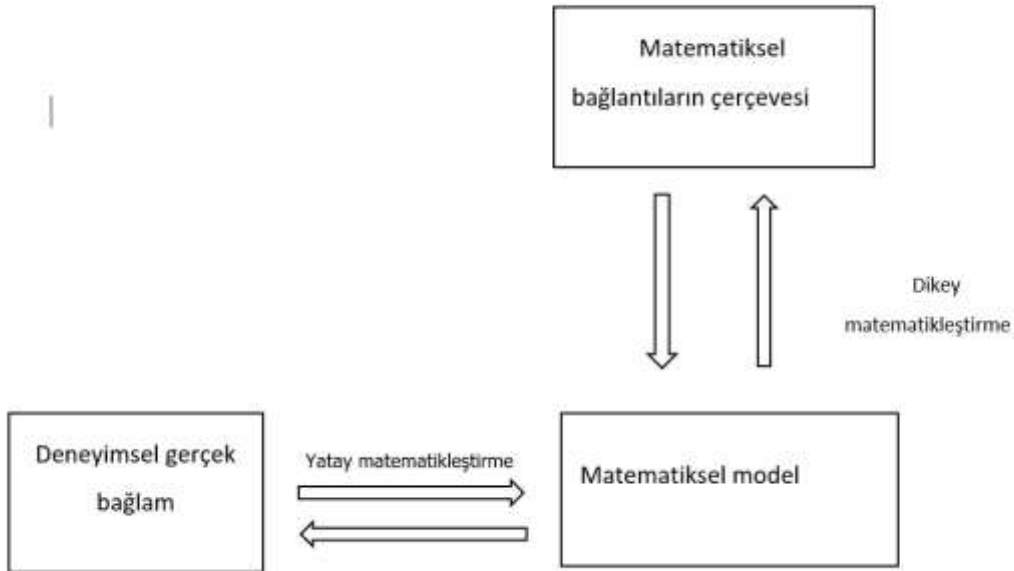 Matematiksel
bağlantıların çerçevesi
Dikey
matematikleştirme
Deneyimsel gerçek
bağlam
Yatay matematikleştirme
Matematiksel model